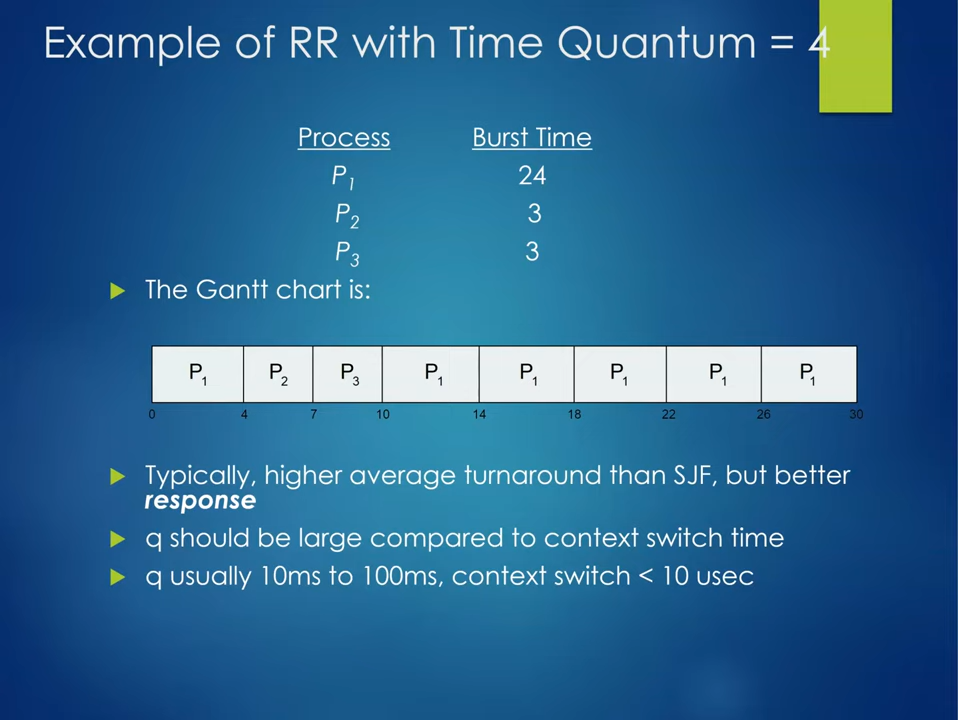 Example of RR with Time Quantum = 4
Process Burst Time
P1 24
P2 3
P3 3
The Gantt chart is:
P1 P2 P3 P1 P1 P1 P1 P1
0 4 7 10 14 18 22 26 30
Typically, higher average turnaround than SJF, but better
response
q should be large compared to context switch time
q usually 10ms to 100ms, context switch < 10 usec